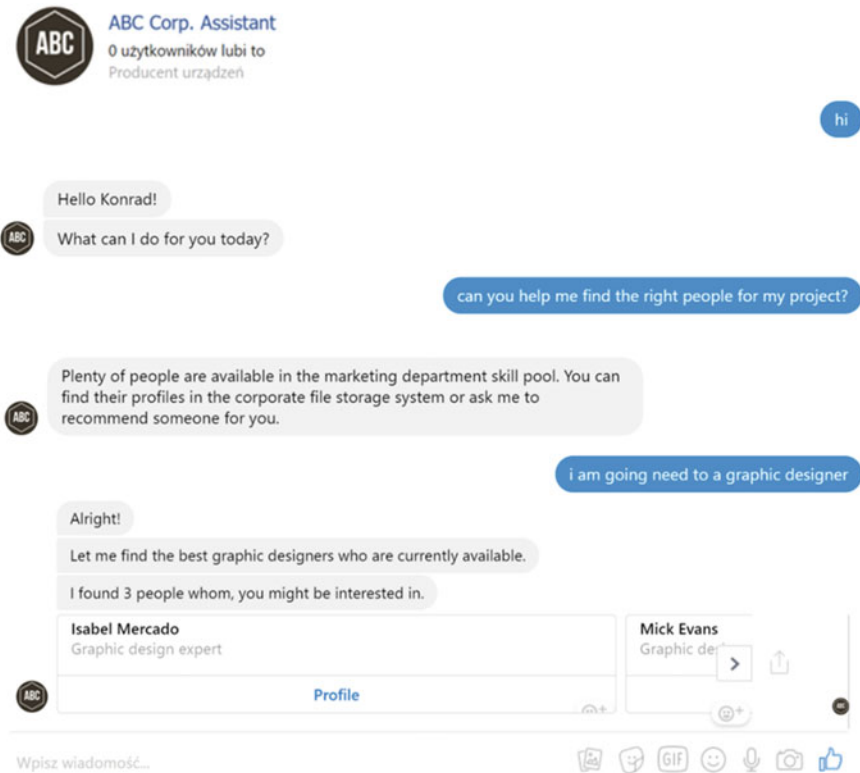 ABC
ABC Corp. Assistant
0 użytkowników lubi to
Producent urządzeń
hi
Hello Konrad!
ABC
What can I do for you today?
can you help me find the right people for my project?
Plenty of people are available in the marketing department skill pool. You can
find their profiles in the corporate file storage system or ask me to
ABC
recommend someone for you.
i am going need to a graphic designer
Alright!
Let me find the best graphic designers who are currently available.
I found 3 people whom, you might be interested in.
Isabel Mercado
Graphic design expert
Mick Evans
Graphic de
ABC
Profile
Wpisz wiadomość...
GIF